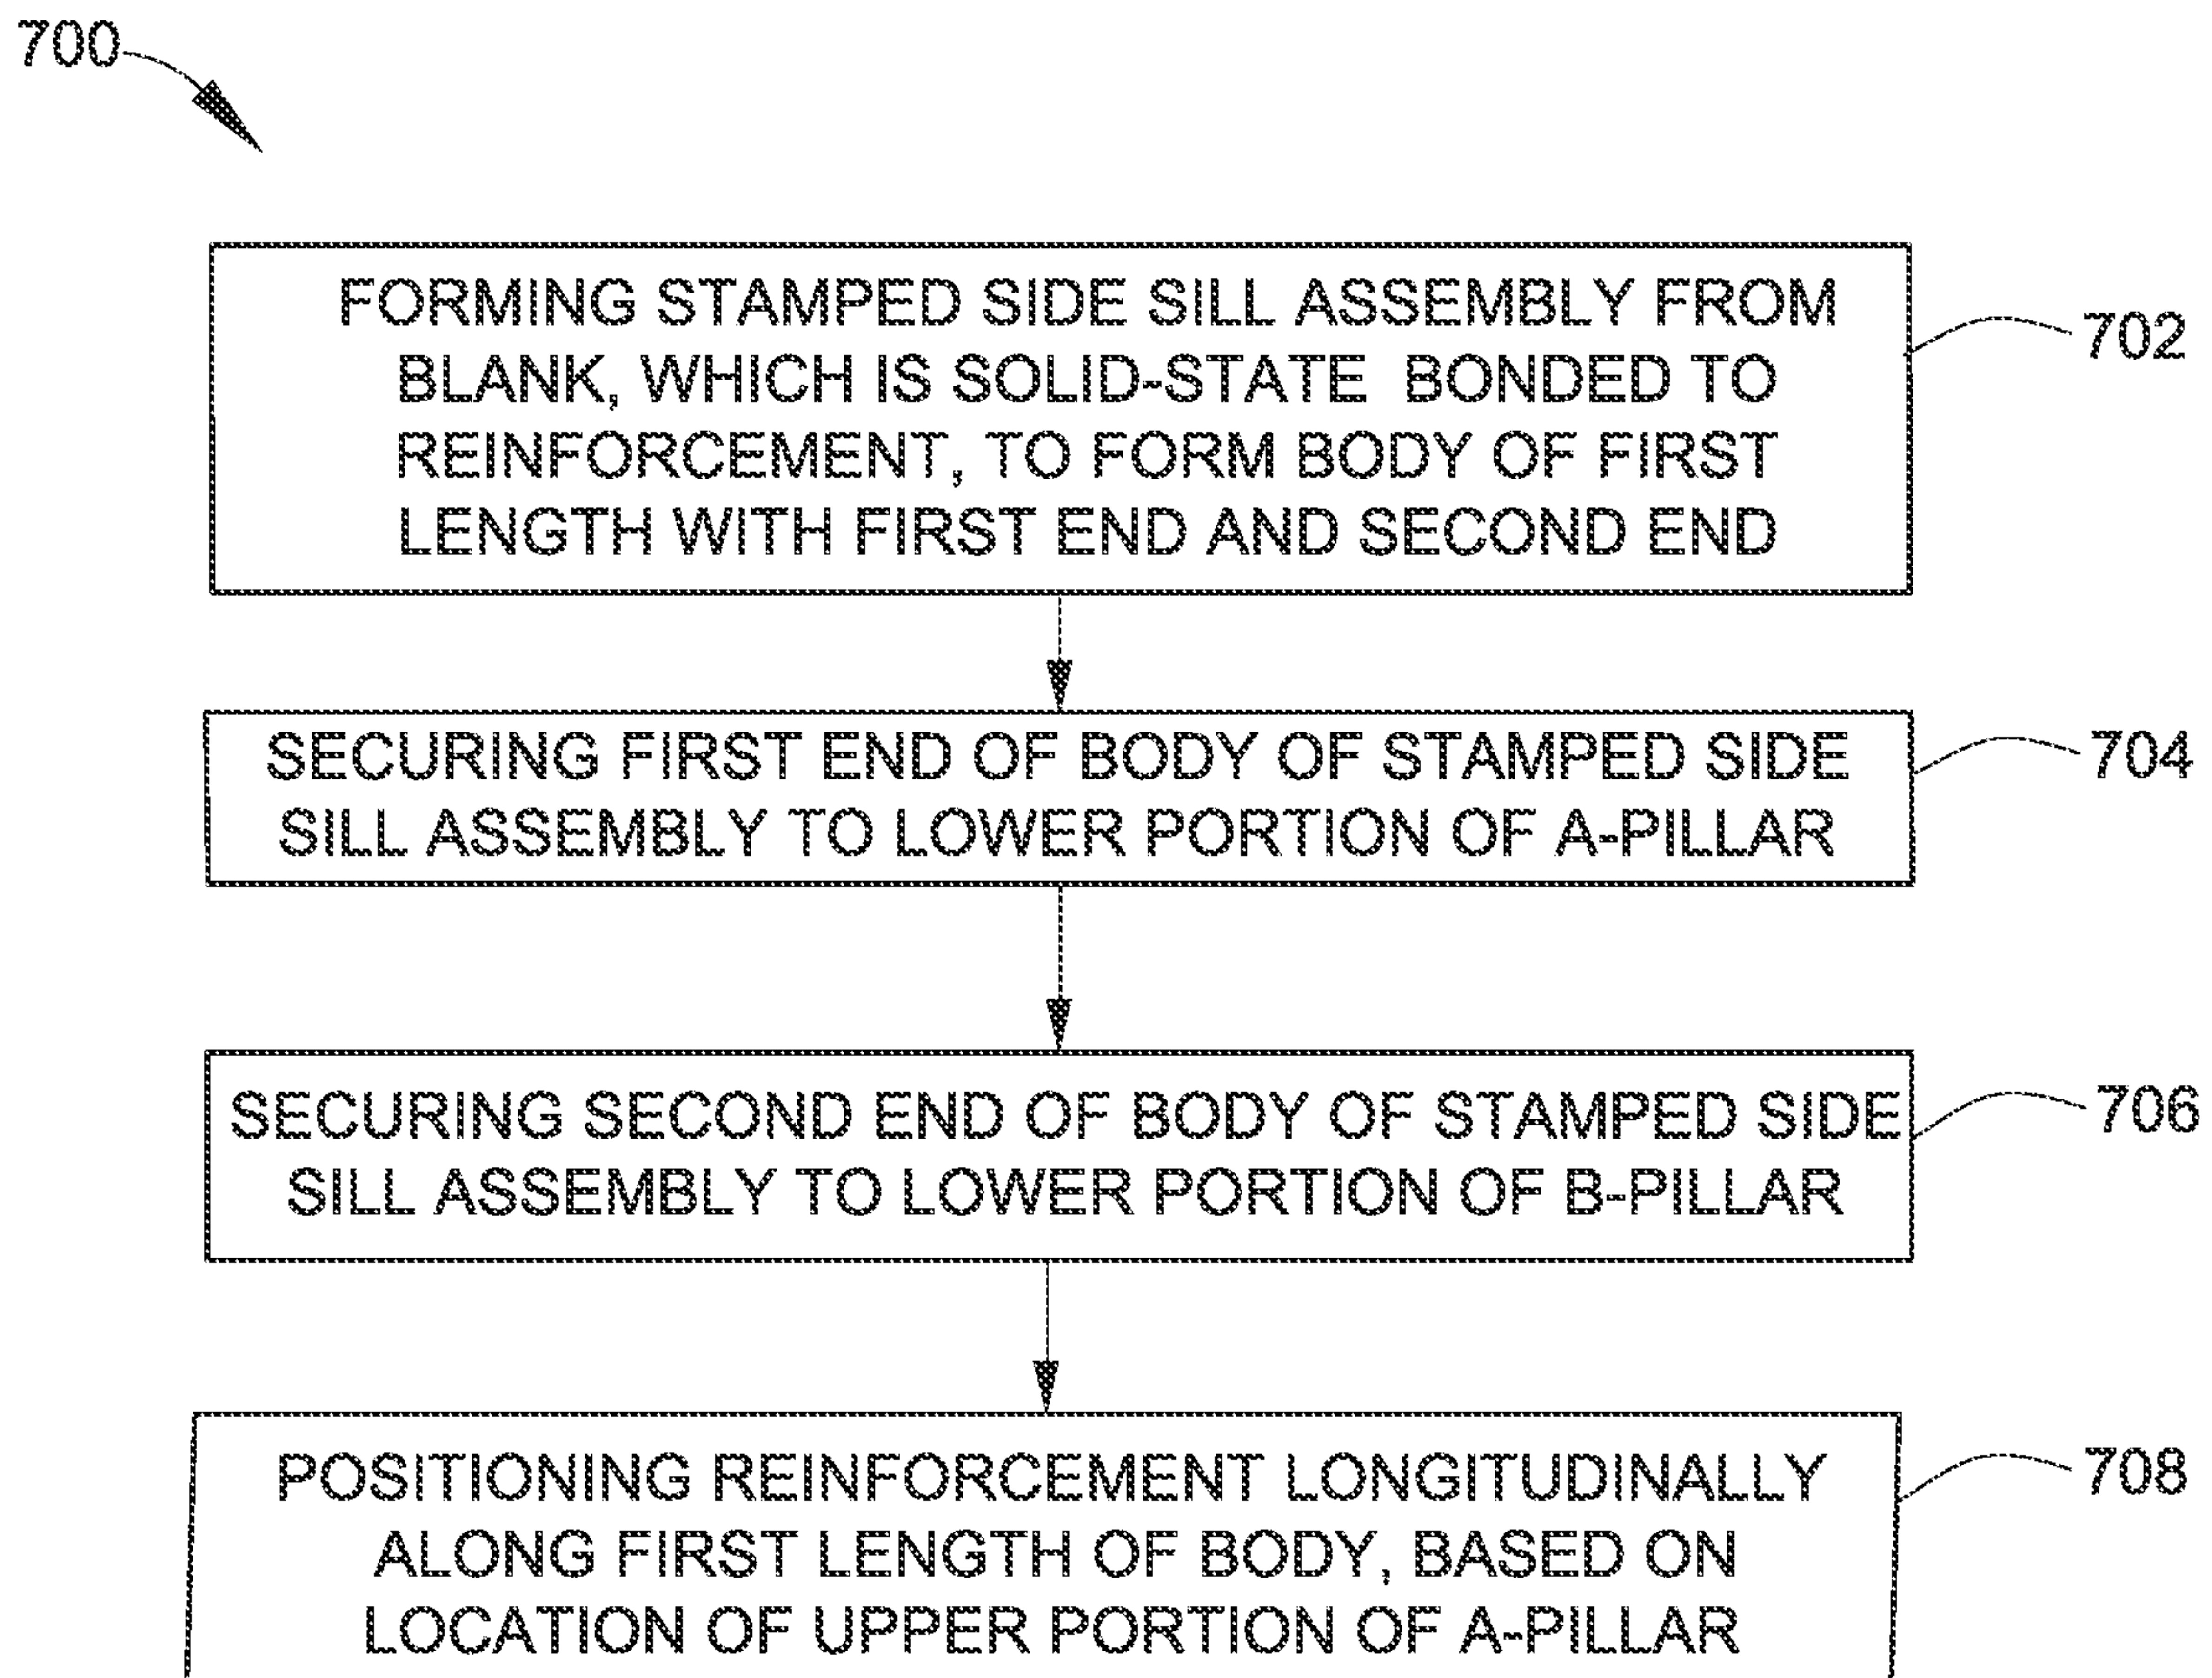 700
FORMING STAMPED SIDE SILL ASSEMBLY FROM
BLANK, WHICH IS SOLID-STATE BONDED TO
REINFORCEMENT, TO FORM BODY OF FIRST
LENGTH WITH FIRST END AND SECOND END
702
SECURING FIRST END OF BODY OF STAMPED SIDE
SILL ASSEMBLY TO LOWER PORTION OF A-PILLAR
704
SECURING SECOND END OF BODY OF STAMPED SIDE
SILL ASSEMBLY TO LOWER PORTION OF B-PILLAR
706
POSITIONING REINFORCEMENT LONGITUDINALLY
ALONG FIRST LENGTH OF BODY, BASED ON
LOCATION OF UPPER PORTION OF A-PILLAR
708